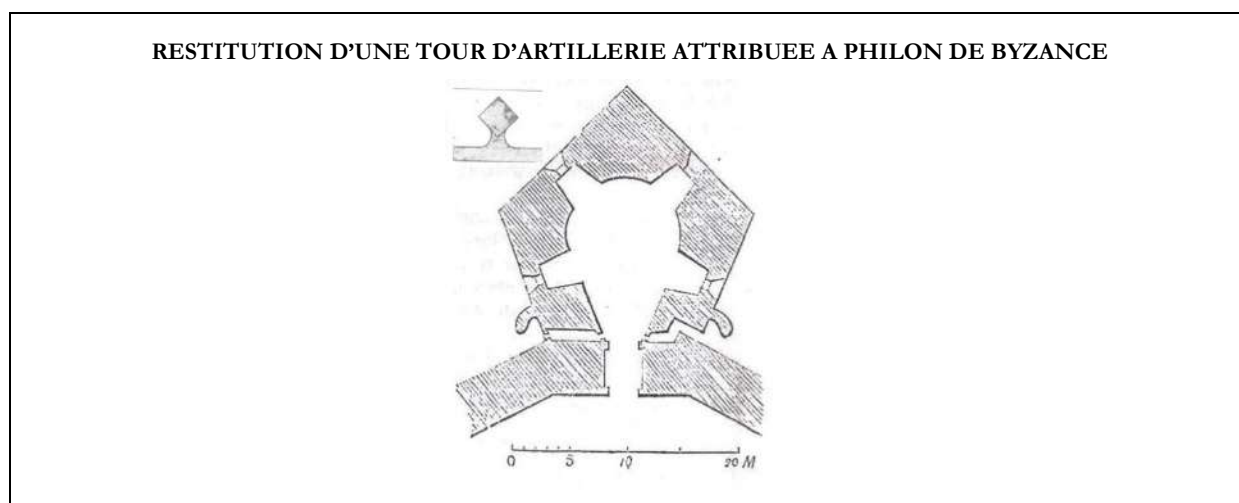 RESTITUTION D’UNE TOUR D’ARTILLERIE ATTRIBUEE A PHILON DE BYZANCE
0 5 10 20 M